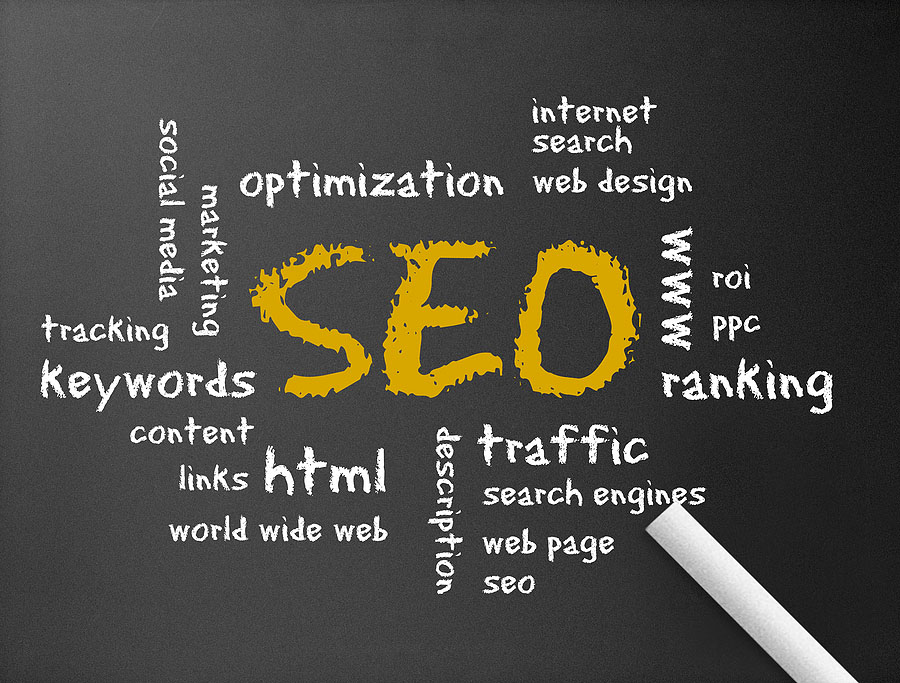 internet
search
optimization
web design
social media
marketing
SEO
www
roi
tracking
ppc
keywords
ranking
content
traffic
links
html
description
search engines
world wide web
web page
seo